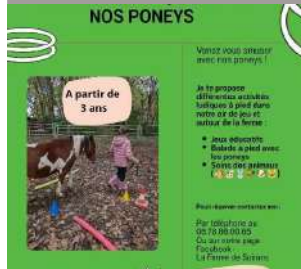 NOS PONEYS
Venez vous amuser
avec nos poneys !
A partir de
3 ans
Je te propose
différentes activités
ludiques à pied dans
notre air de jeu et
autour de la ferme :
Jeux éducatifs
Balade à pied avec
les poneys
Soins des animaux
Pour réserver contactez-moi :
Par téléphone au
Ou sur notre page
Facebook :
La Ferme de